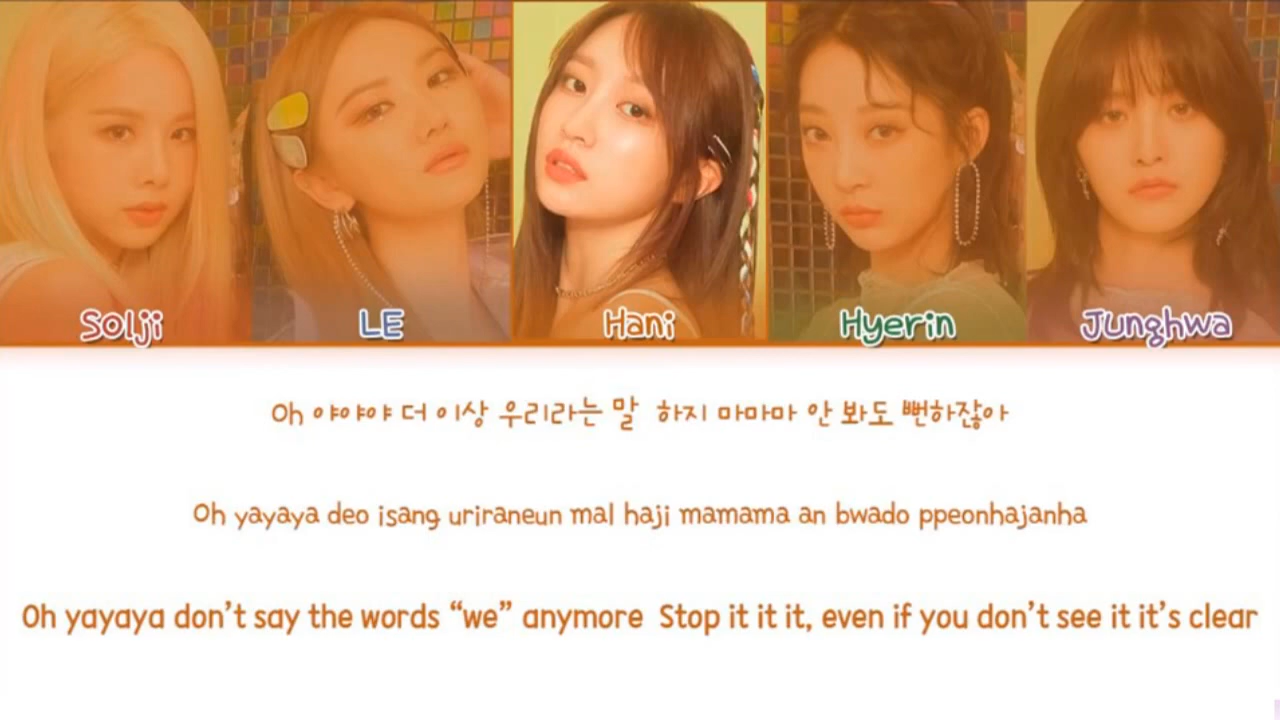 Solji LE Hani Hyerin Junghwa
Oh 야야야 더 이상 우리라는 말 하지 마마마 안 봐도 뻔하잖아
Oh yayaya deo isang uriraneun mal haji mamama an bwado ppeonhajanha
Oh yayaya don't say the words “we” anymore Stop it it it, even if you don't see it it's clear